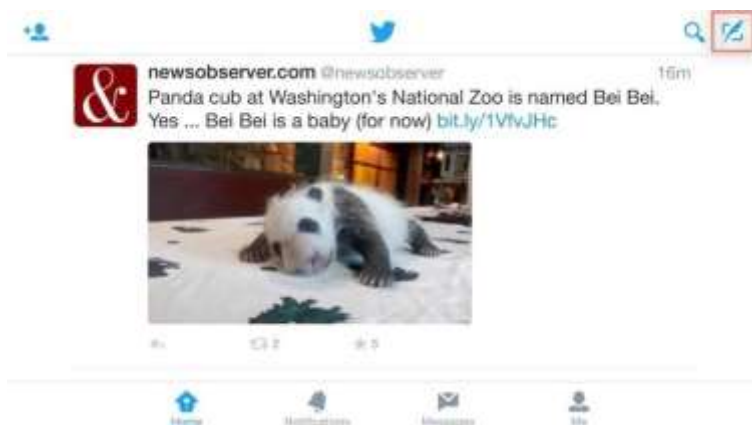 &
newsobserver.com @newsobserver 16m
Panda cub at Washington's National Zoo is named Bei Bei.
Yes ... Bei Bei is a baby (for now) bit.ly/1VfvJHc
2 5
Home Notifications Messages Me